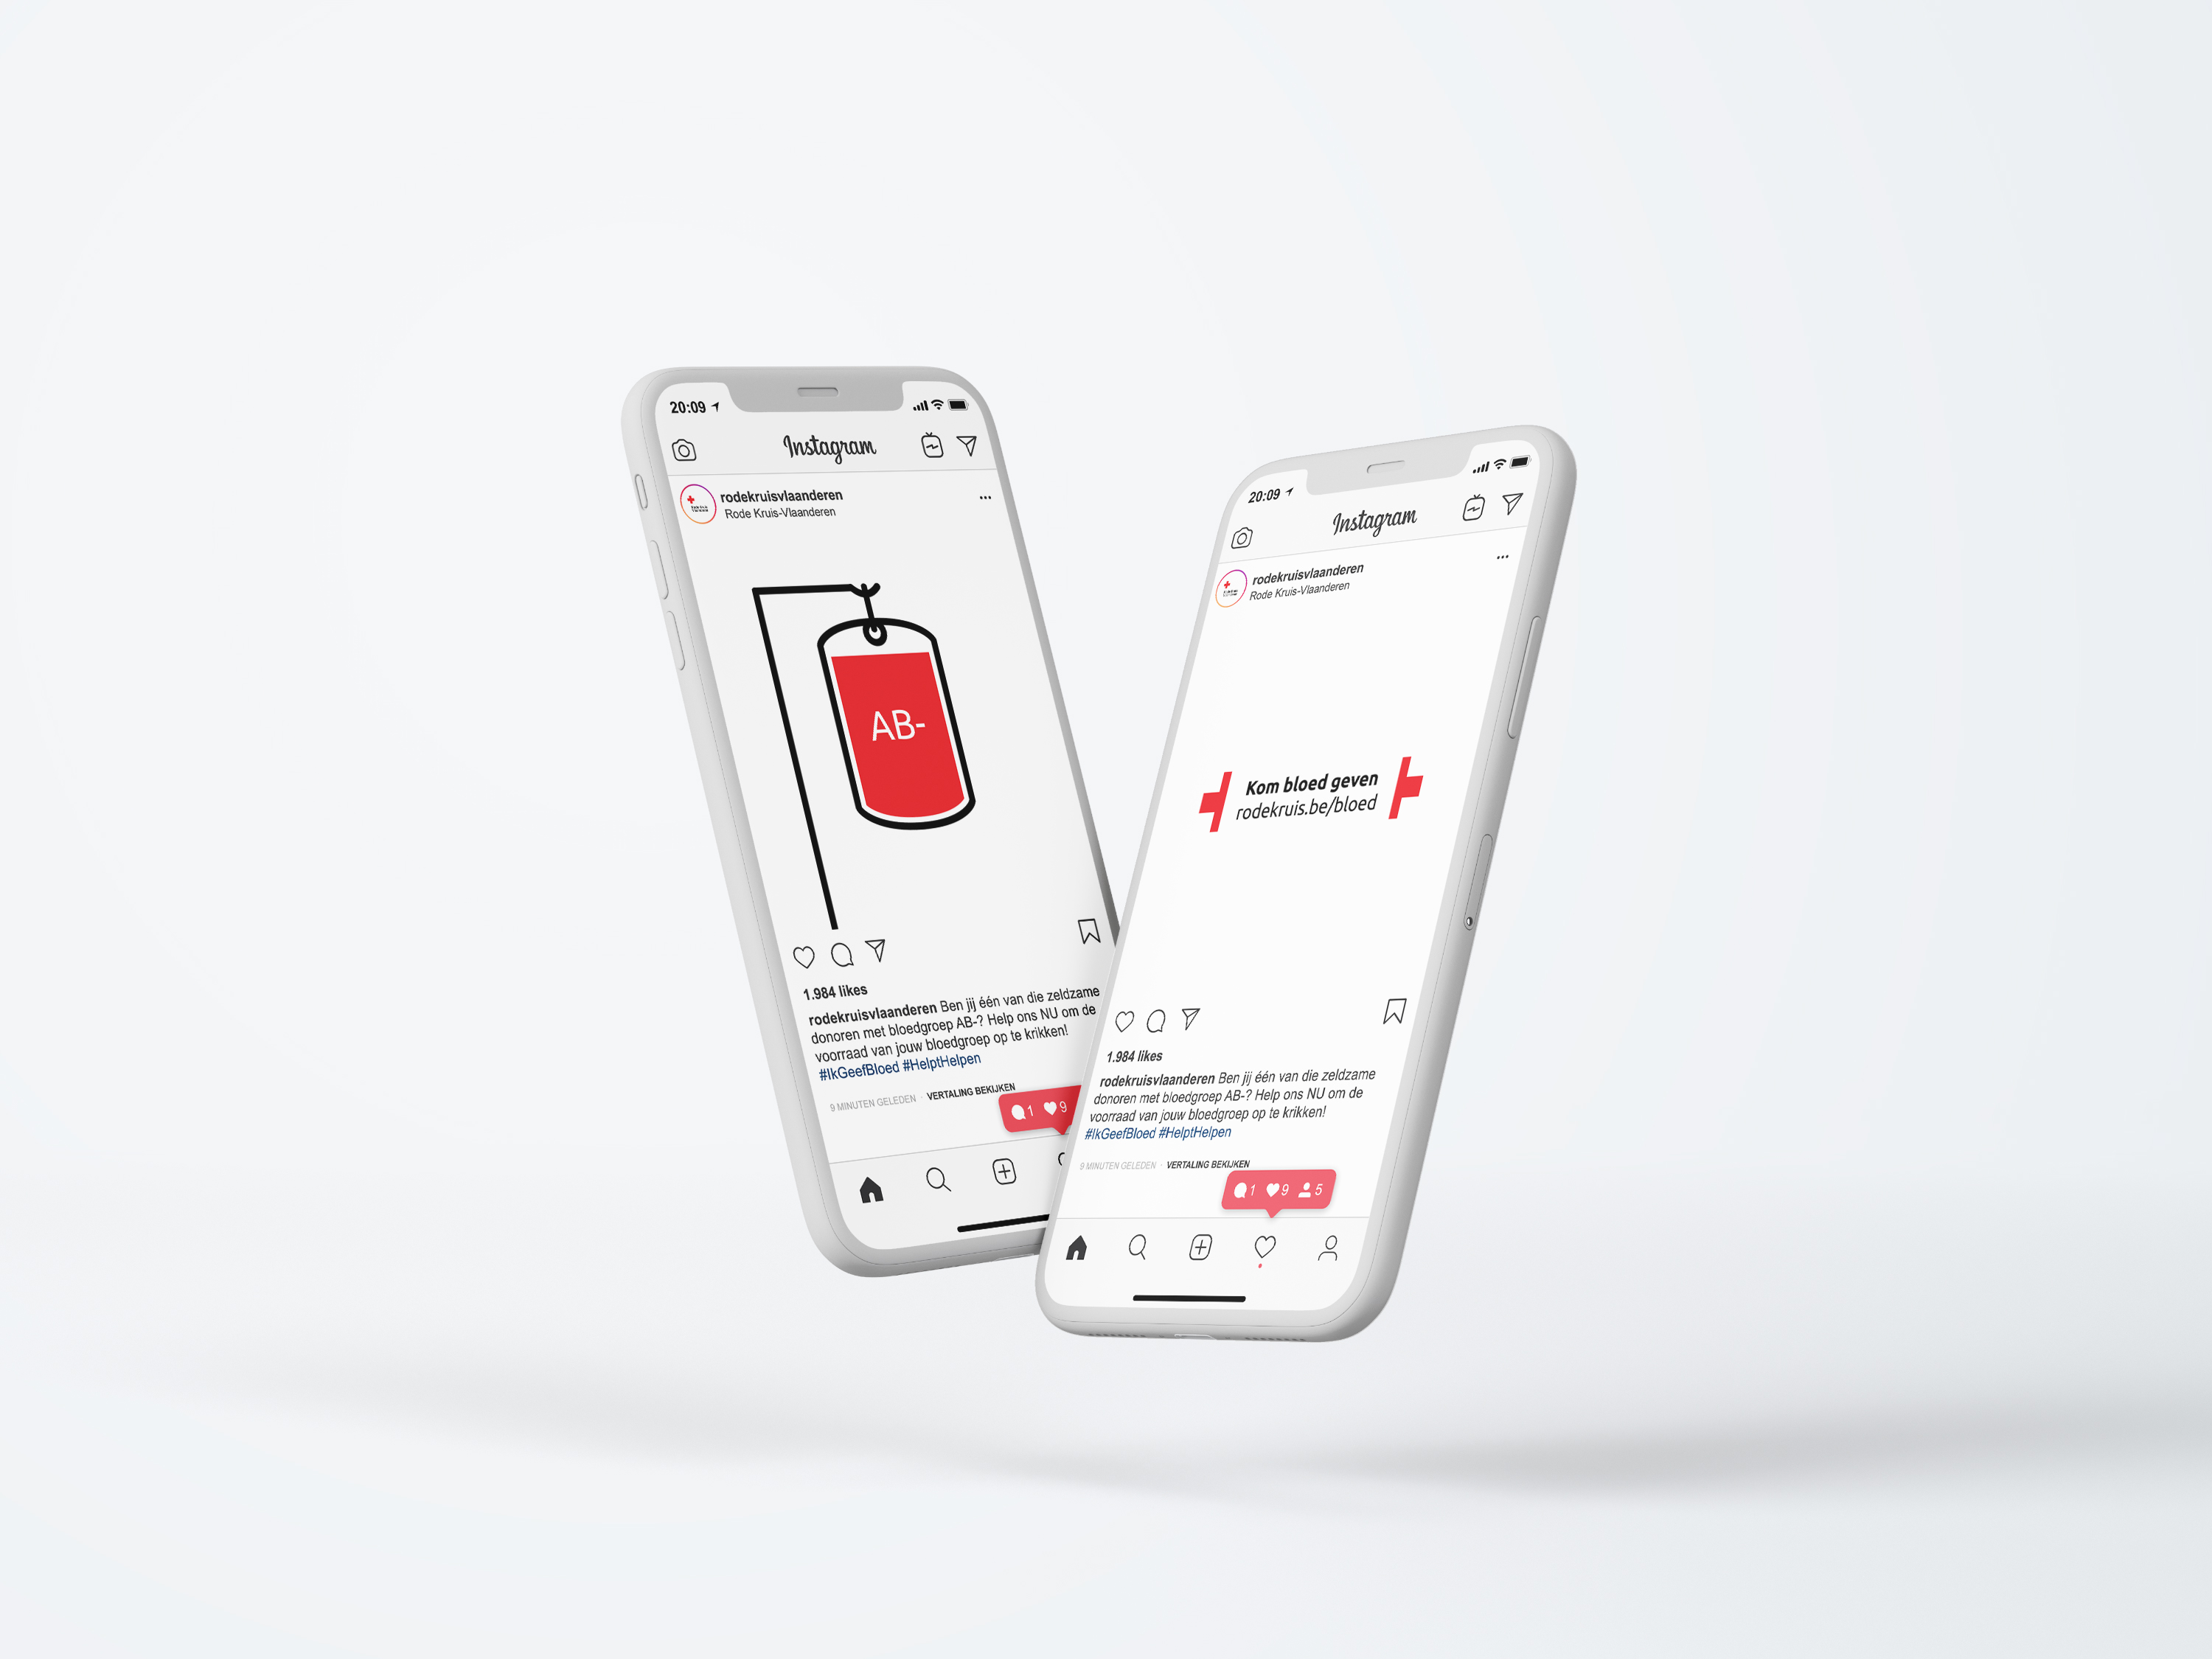 20:09
Instagram
rodekruisvlaanderen
Rode Kruis-Vlaanderen
AB-
1.984 likes
rodekruisvlaanderen Ben jij één van die zeldzame
donoren met bloedgroep AB-? Help ons NU om de
voorraad van jouw bloedgroep op te krikken!
#IkGeefBloed #HelptHelpen
9 MINUTEN GELEDEN · VERTALING BEKIJKEN
1 9
20:09
Instagram
rodekruisvlaanderen
Rode Kruis-Vlaanderen
Kom bloed geven
rodekruis.be/bloed
1.984 likes
rodekruisvlaanderen Ben jij één van die zeldzame
donoren met bloedgroep AB-? Help ons NU om de
voorraad van jouw bloedgroep op te krikken!
#IkGeefBloed #HelptHelpen
9 MINUTEN GELEDEN · VERTALING BEKIJKEN
1 9 5